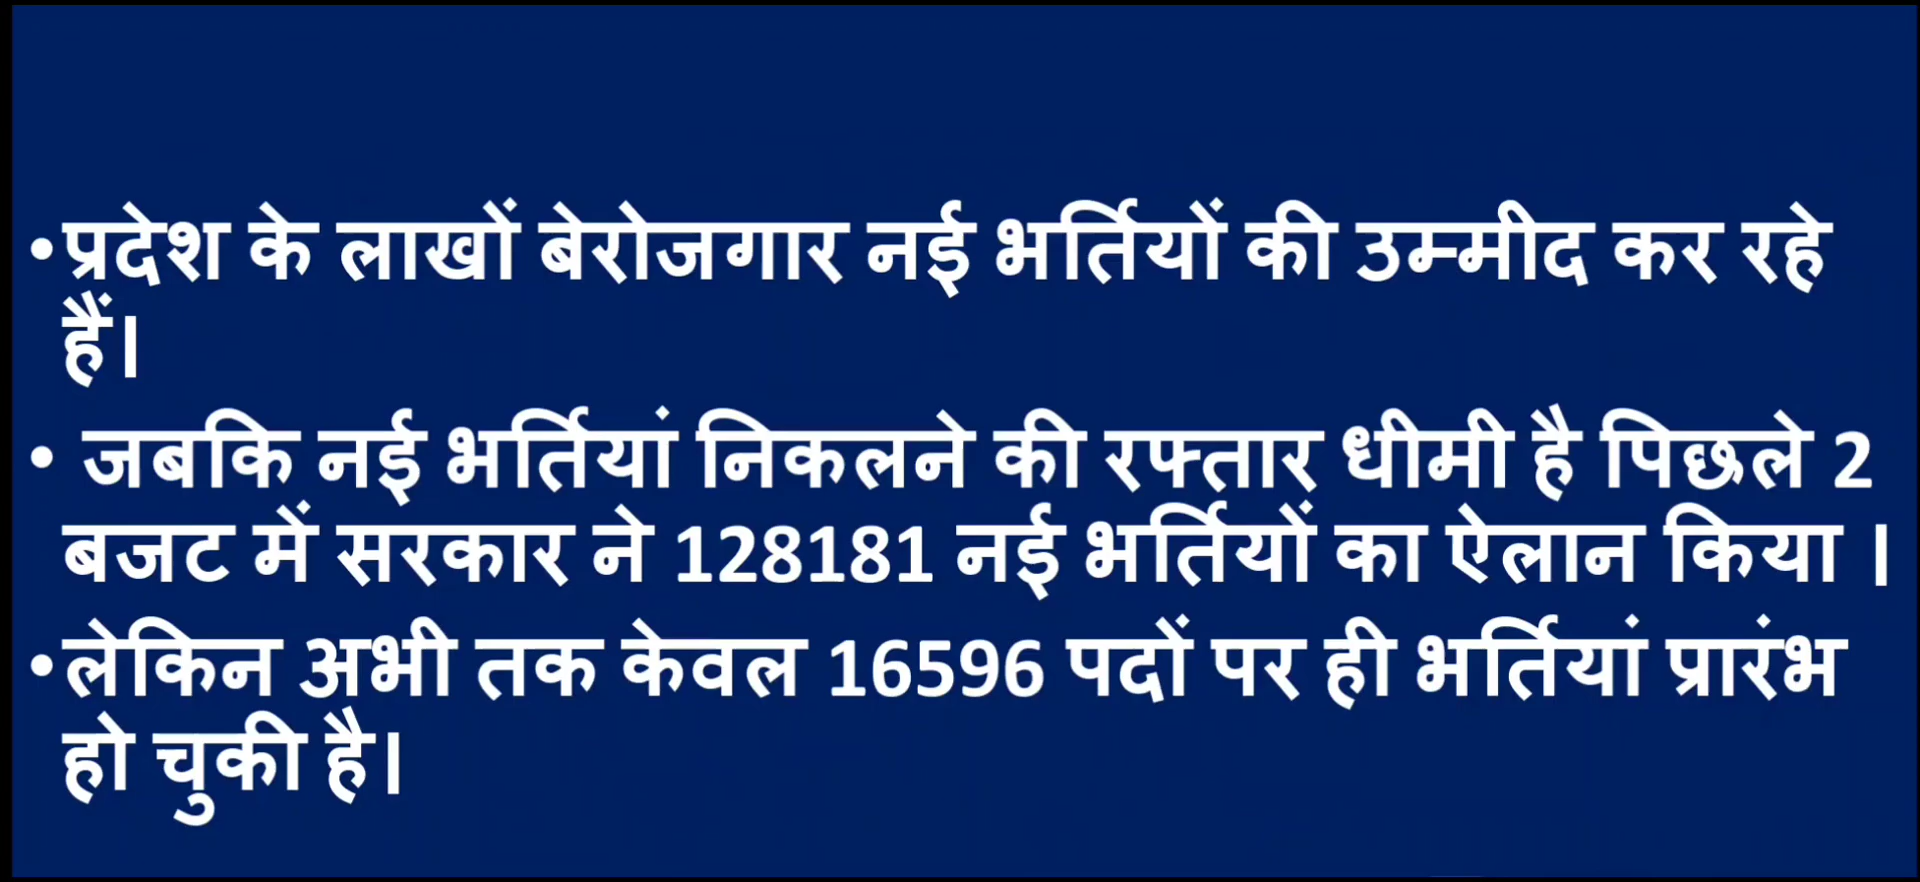 •प्रदेश के लाखों बेरोजगार नई भर्तियों की उम्मीद कर रहे
हैं।
• जबकि नई भर्तियां निकलने की रफ्तार धीमी है पिछले 2
बजट में सरकार ने 128181 नई भर्तियों का ऐलान किया ।
•लेकिन अभी तक केवल 16596 पदों पर ही भर्तियां प्रारंभ
हो चुकी है।